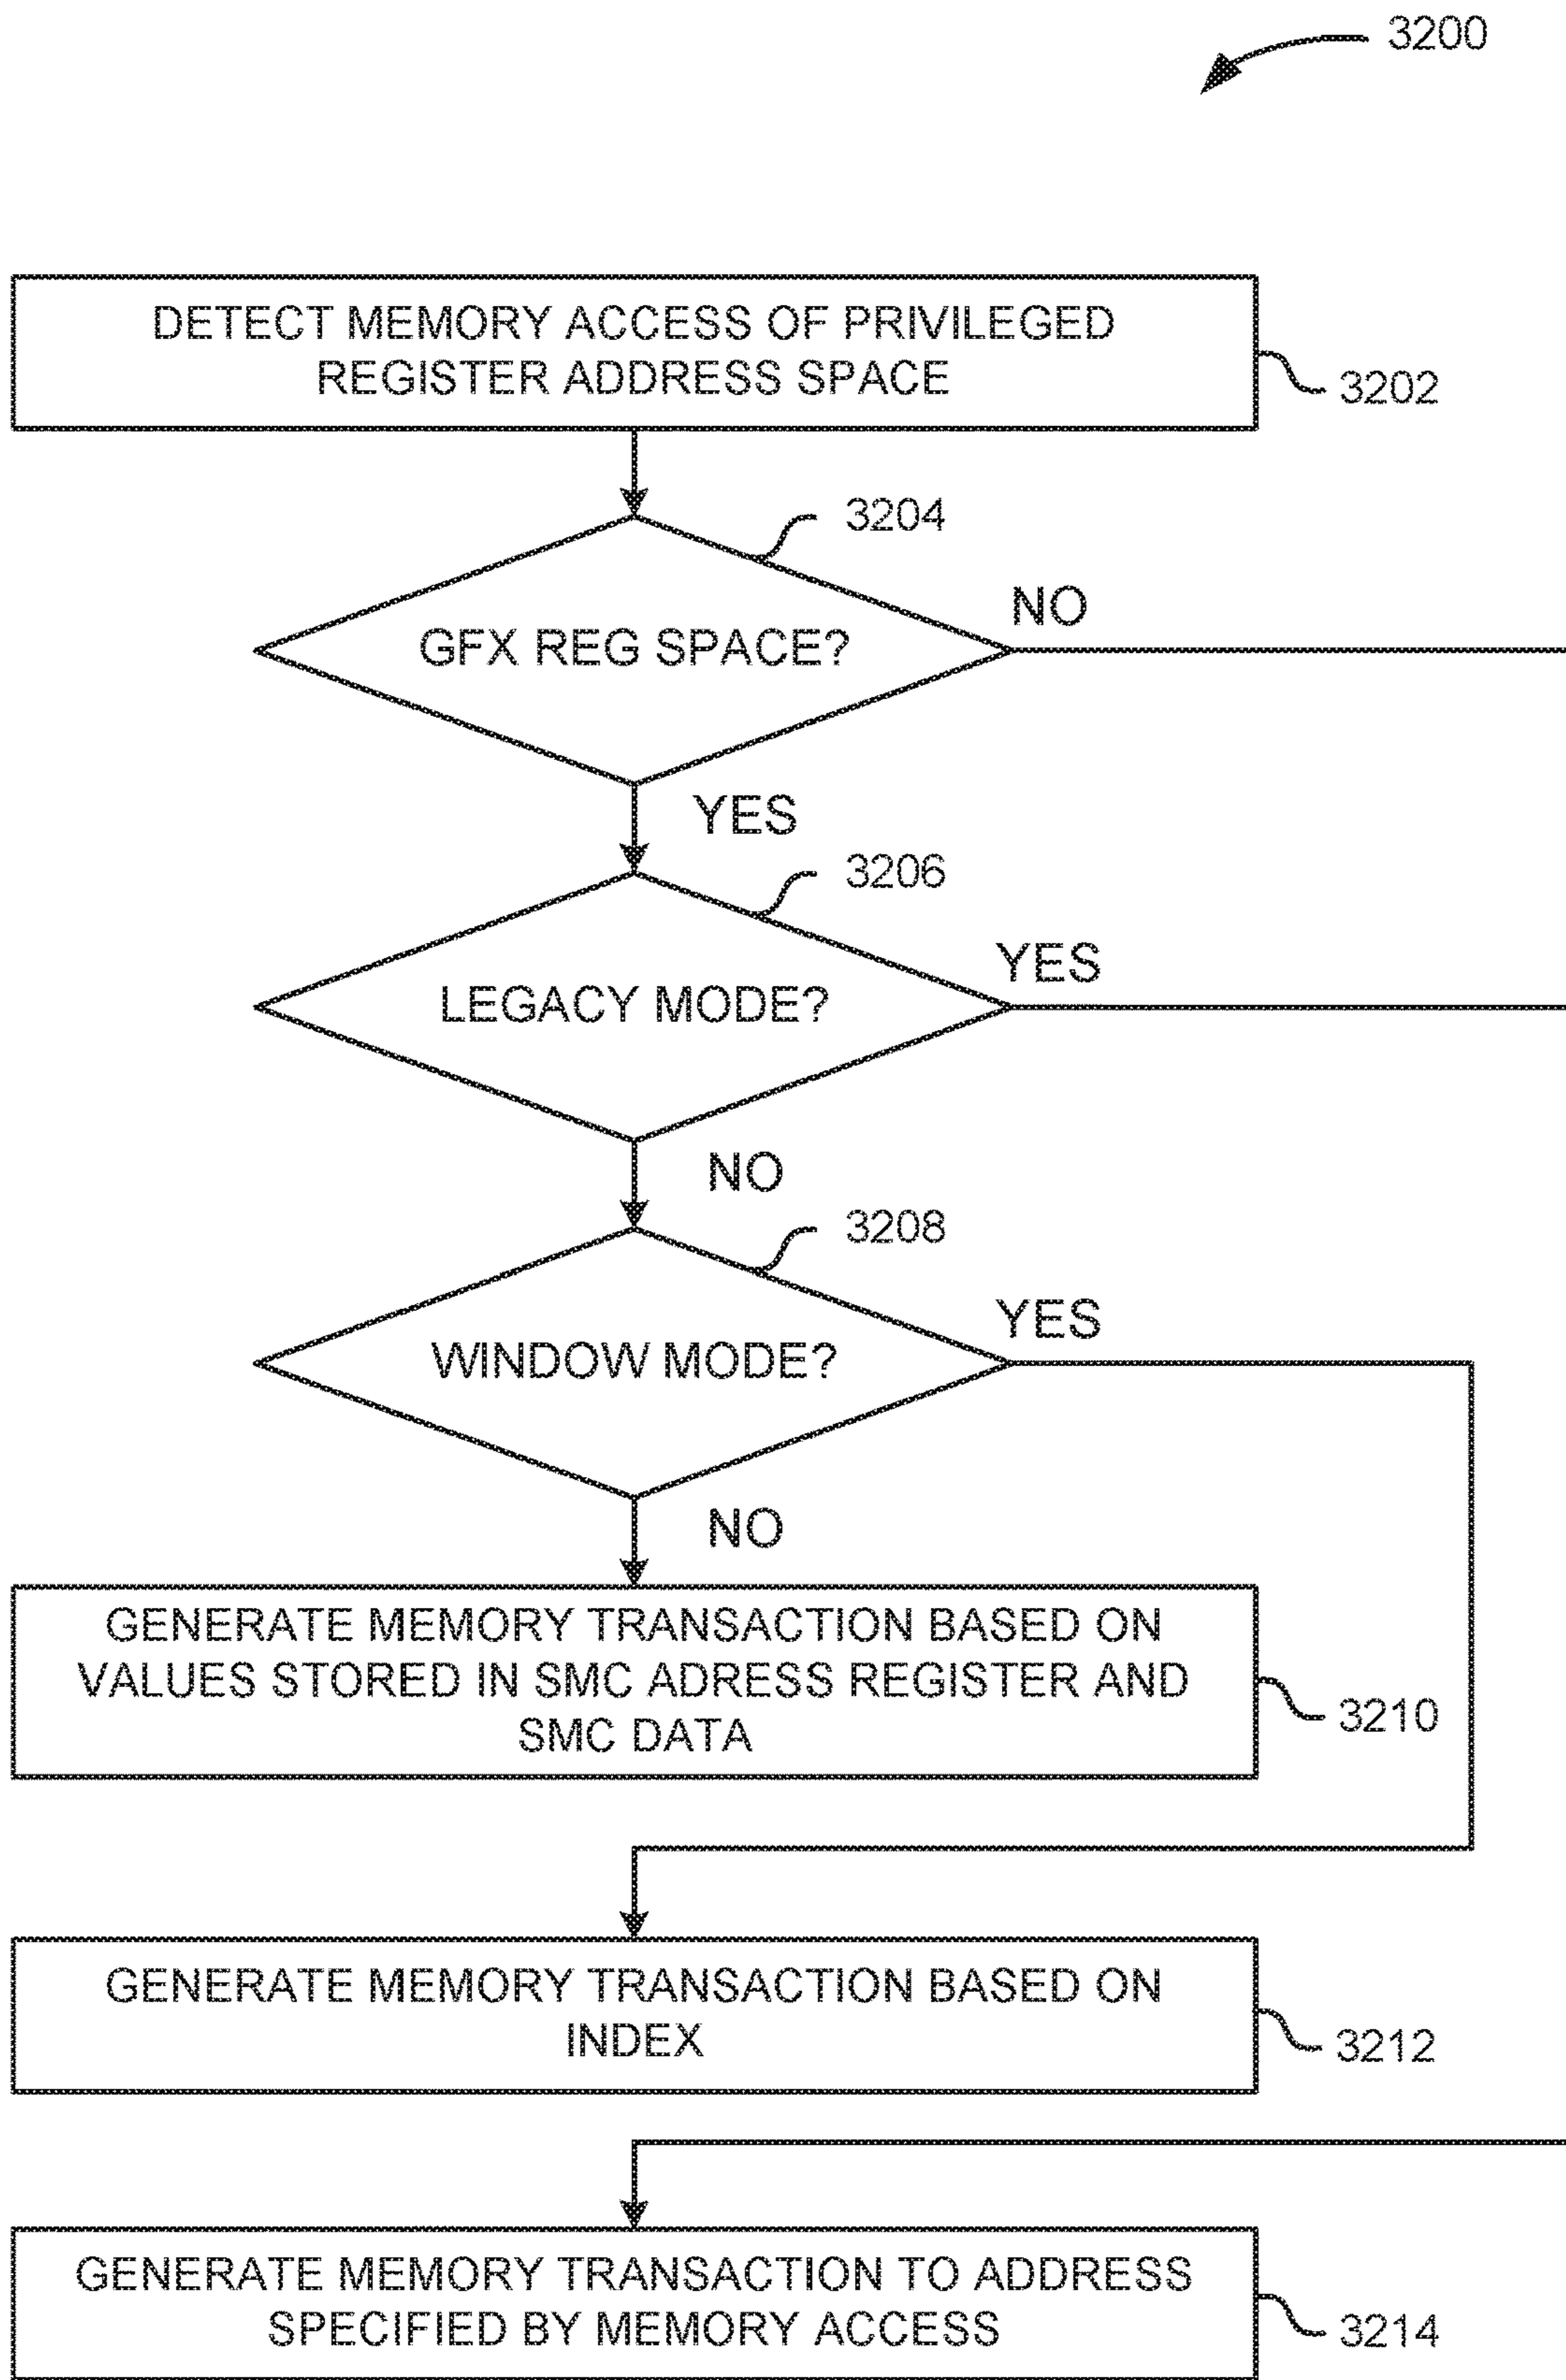 3200
DETECT MEMORY ACCESS OF PRIVILEGED
REGISTER ADDRESS SPACE
3202
3204
GFX REG SPACE?
NO
YES
3206
LEGACY MODE?
YES
NO
3208
WINDOW MODE?
YES
NO
GENERATE MEMORY TRANSACTION BASED ON
VALUES STORED IN SMC ADRESS REGISTER AND
SMC DATA
3210
GENERATE MEMORY TRANSACTION BASED ON
INDEX
3212
GENERATE MEMORY TRANSACTION TO ADDRESS
SPECIFIED BY MEMORY ACCESS
3214